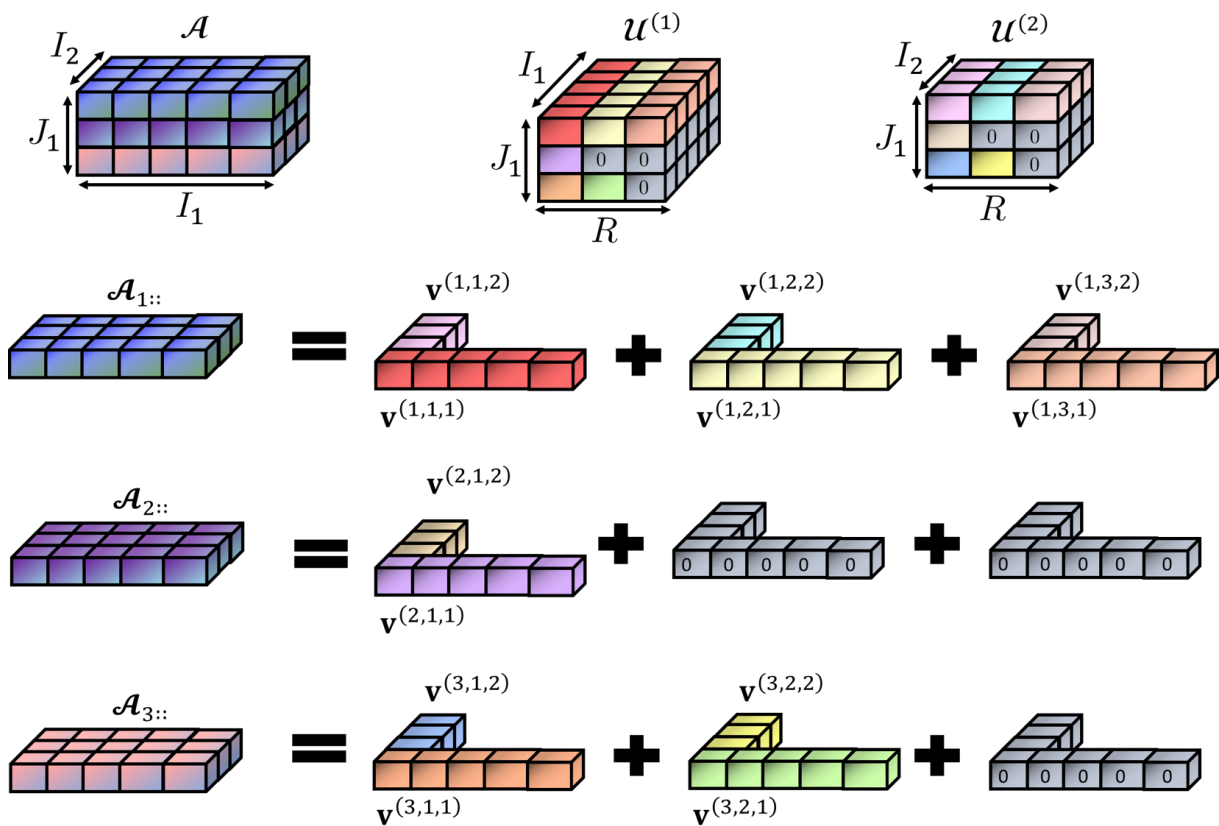 𝓐 𝓤⁽¹⁾ 𝓤⁽²⁾
I₂ I₁ I₂
J₁ J₁ 0 0 J₁ 0 0
0 0
I₁ R R
𝓐₁:: = v⁽¹,¹,²⁾ + v⁽¹,²,²⁾ + v⁽¹,³,²⁾
v⁽¹,¹,¹⁾ v⁽¹,²,¹⁾ v⁽¹,³,¹⁾
𝓐₂:: = v⁽²,¹,²⁾ + 0 0 0 0 0 + 0 0 0 0 0
v⁽²,¹,¹⁾
𝓐₃:: = v⁽³,¹,²⁾ + v⁽³,²,²⁾ + 0 0 0 0 0
v⁽³,¹,¹⁾ v⁽³,²,¹⁾